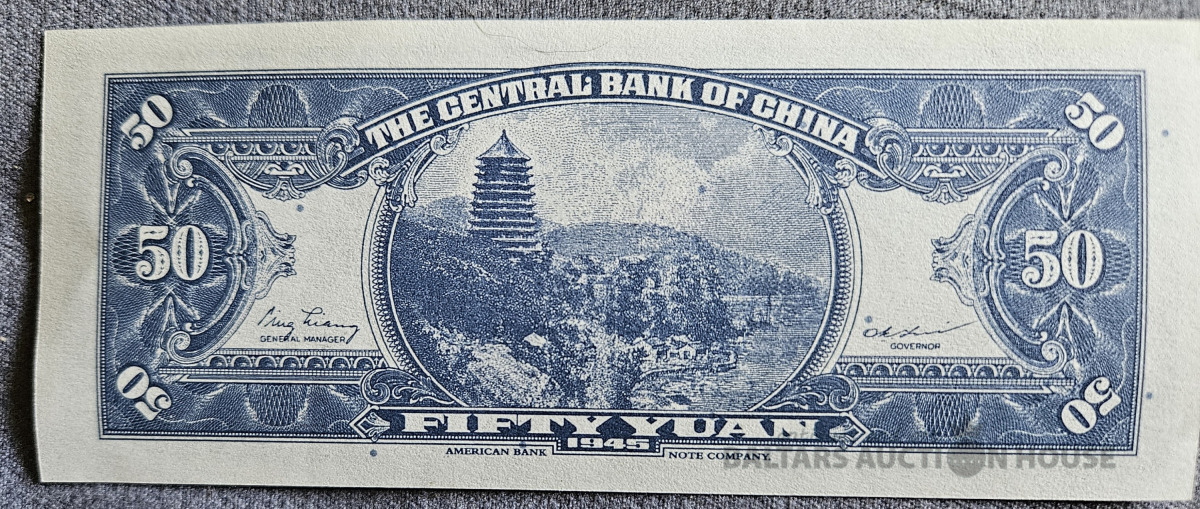 THE CENTRAL BANK OF CHINA
50
50
50
50
GENERAL MANAGER
GOVERNOR
50
50
FIFTY YUAN
1945
AMERICAN BANK NOTE COMPANY.
BALTARS AUCTION HOUSE